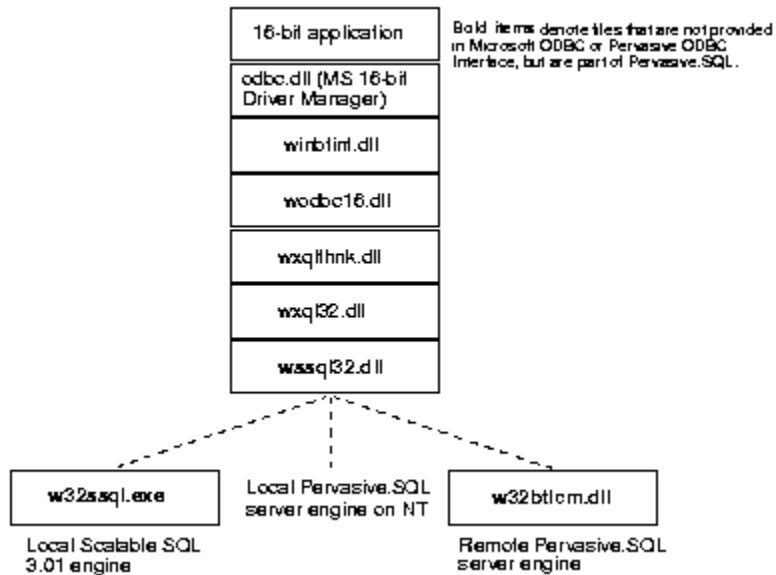 16-bit application
Bold items denote files that are not provided
in Microsoft ODBC or Pervasive ODBC
Interface, but are part of Pervasive.SQL.
odbc.dll (MS 16-bit
Driver Manager)
winbtint.dll
wodbc16.dll
wxqlthnk.dll
wxql32.dll
wssql32.dll
w32ssql.exe
Local Pervasive.SQL
server engine on NT
w32btlcm.dll
Local Scalable SQL
3.01 engine
Remote Pervasive.SQL
server engine